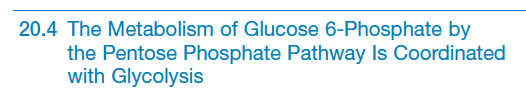 20.4 The Metabolism of Glucose 6-Phosphate by
the Pentose Phosphate Pathway Is Coordinated
with Glycolysis